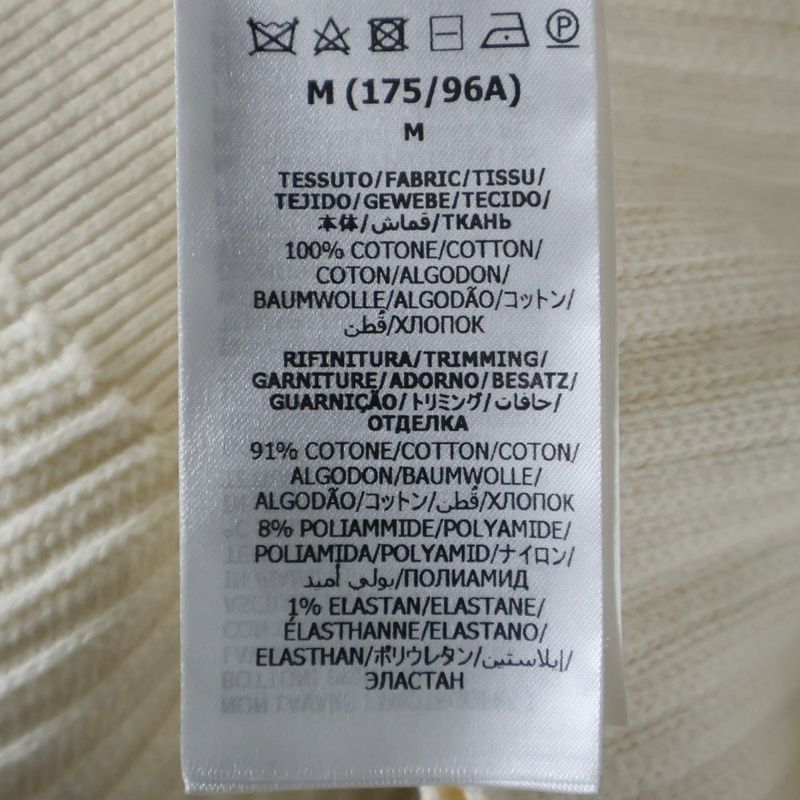 P
M (175/96A)
M
TESSUTO/FABRIC/TISSU/
TEJIDO/GEWEBE/TECIDO/
本体/قماش/ТКАНЬ
100% COTONE/COTTON/
COTON/ALGODON/
BAUMWOLLE/ALGODÃO/コットン/
قُطن/ХЛОПОК
RIFINITURA/TRIMMING/
GARNITURE/ADORNO/BESATZ/
GUARNIÇÃO/トリミング/حافات/
ОТДЕЛКА
91% COTONE/COTTON/COTON/
ALGODON/BAUMWOLLE/
ALGODÃO/コットン/قُطن/ХЛОПОК
8% POLIAMMIDE/POLYAMIDE/
POLIAMIDA/POLYAMID/ナイロン/
بولي أميد/ПОЛИАМИД
1% ELASTAN/ELASTANE/
ÉLASTHANNE/ELASTANO/
ELASTHAN/ポリウレタン/إيلاستين/
ЭЛАСТАН